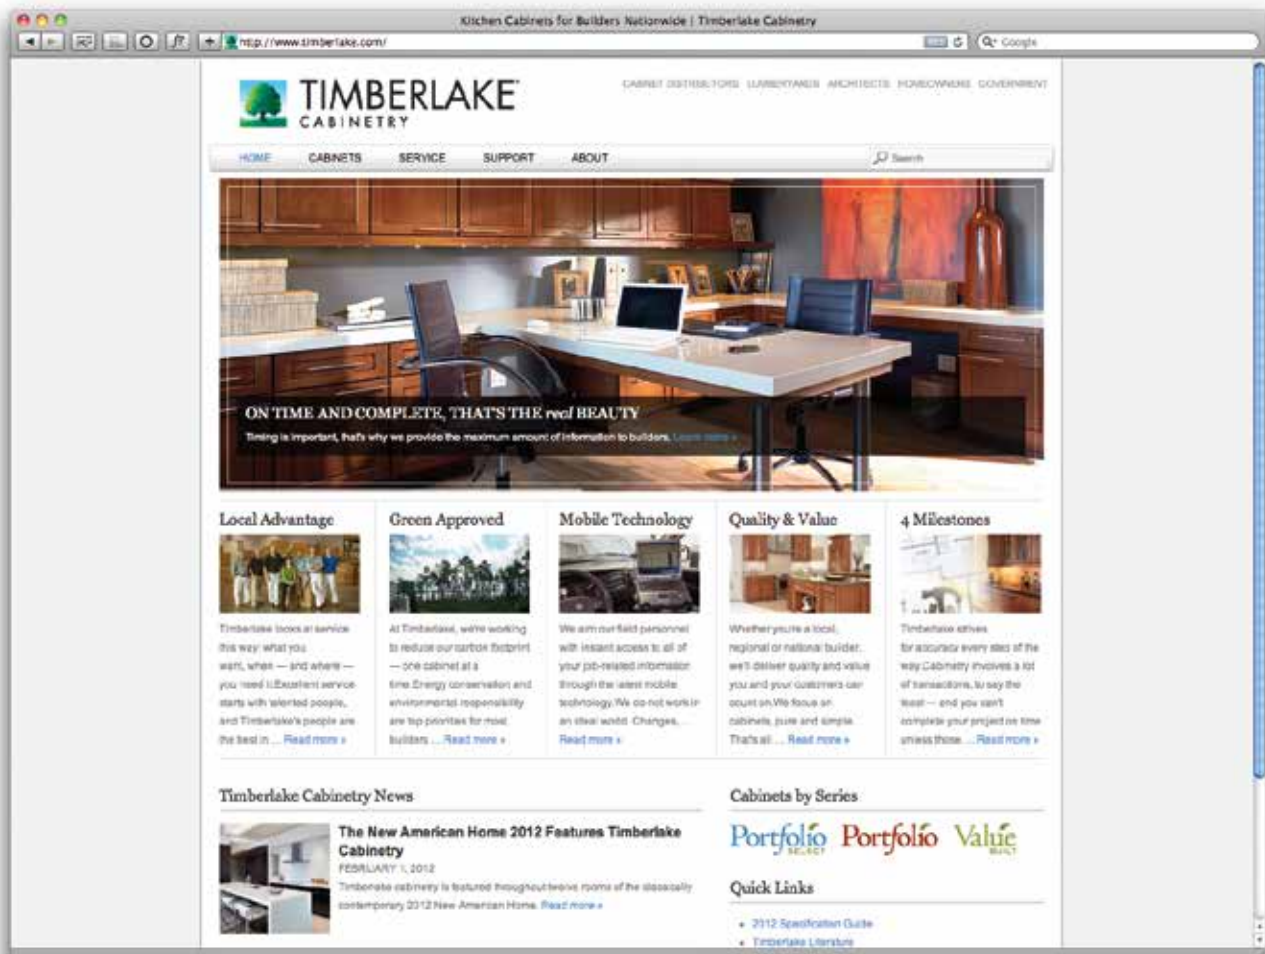 Kitchen Cabinets for Builders Nationwide | Timberlake Cabinetry
http://www.timberlake.com/
Google
TIMBERLAKE
CABINETRY
CABINET DISTRIBUTORS LUMBERYARDS ARCHITECTS HOMEOWNERS GOVERNMENT
HOME CABINETS SERVICE SUPPORT ABOUT Search
ON TIME AND COMPLETE, THAT'S THE real BEAUTY
Timing is important, that's why we provide the maximum amount of information to builders. Learn more »
Local Advantage
Timberlake looks at service
this way: what you
want, when — and where —
you need it.Excellent service
starts with talented people,
and Timberlake's people are
the best in ... Read more »
Green Approved
At Timberlake, we're working
to reduce our carbon footprint
— one cabinet at a
time.Energy conservation and
environmental responsibility
are top priorities for most
builders ... Read more »
Mobile Technology
We arm our field personnel
with instant access to all of
your job-related information
through the latest mobile
technology.We do not work in
an ideal world. Changes, ...
Read more »
Quality & Value
Whether you're a local,
regional or national builder,
we'll deliver quality and value
you and your customers can
count on.We focus on
cabinets, pure and simple.
That's all ... Read more »
4 Milestones
Timberlake strives
for accuracy every step of the
way.Cabinetry involves a lot
of transactions, to say the
least — and you can't
complete your project on time
unless those ... Read more »
Timberlake Cabinetry News
The New American Home 2012 Features Timberlake
Cabinetry
FEBRUARY 1, 2012
Timberlake cabinetry is featured throughout twelve rooms of the classically
contemporary 2012 New American Home. Read more »
Cabinets by Series
Portfolio SELECT Portfolio Value BUILT
Quick Links
2012 Specification Guide
Timberlake Literature